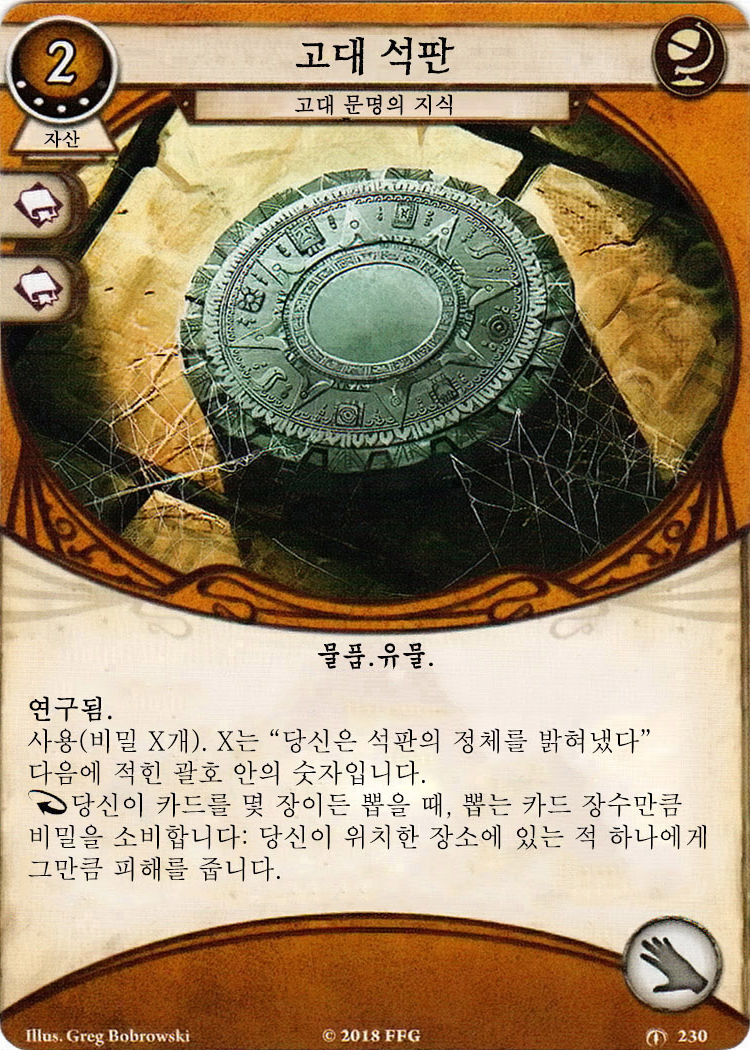 2
고대 석판
고대 문명의 지식
자산
물품.유물.
연구됨.
사용(비밀 X개). X는 “당신은 석판의 정체를 밝혀냈다”
다음에 적힌 괄호 안의 숫자입니다.
당신이 카드를 몇 장이든 뽑을 때, 뽑는 카드 장수만큼
비밀을 소비합니다: 당신이 위치한 장소에 있는 적 하나에게
그만큼 피해를 줍니다.
Illus. Greg Bobrowski
© 2018 FFG
230